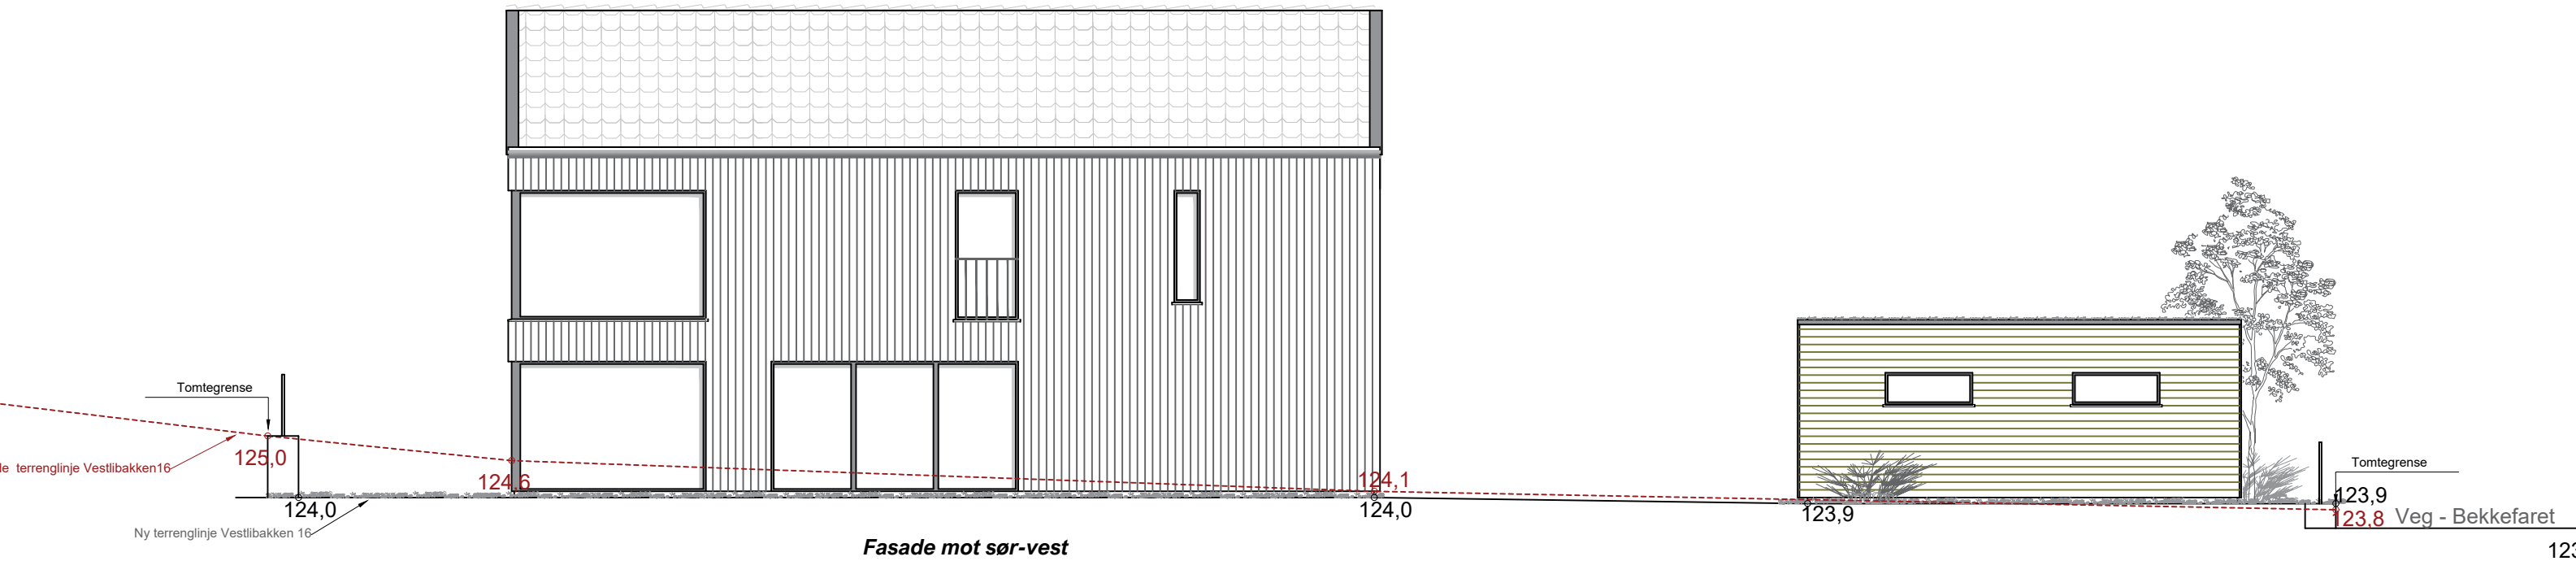 Tomtegrense
terrenglinje Vestlibakken16
125,0
124,6
124,1
124,0
Ny terrenglinje Vestlibakken 16
124,0
123,9
Tomtegrense
123,9
123,8
Veg - Bekkefaret
Fasade mot sør-vest